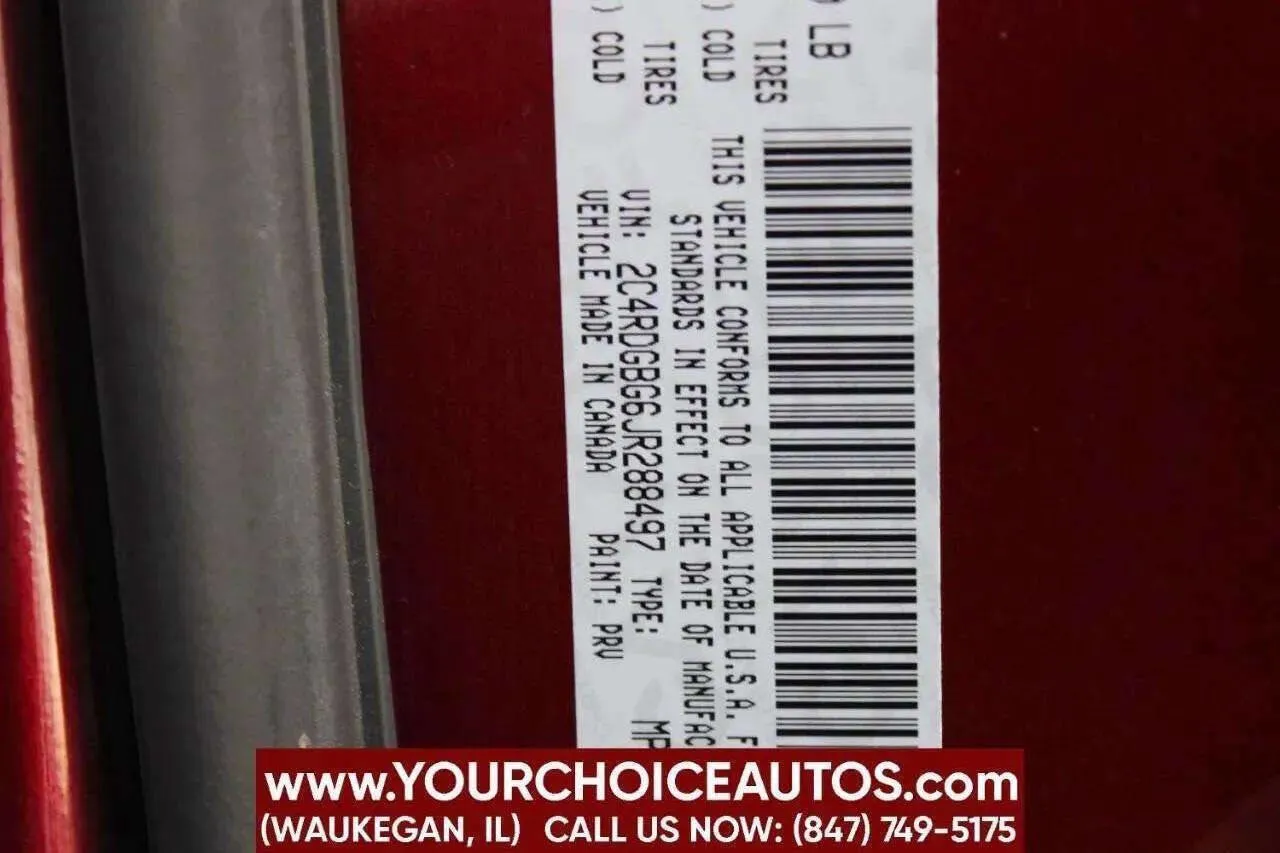 LB
TIRES
) COLD
TIRES
) COLD
THIS VEHICLE CONFORMS TO ALL APPLICABLE U.S.A. F
STANDARDS IN EFFECT ON THE DATE OF MANUFAC
VIN: 2C4RDGBG6JR288497 TYPE: MP
VEHICLE MADE IN CANADA PAINT: PRV
www.YOURCHOICEAUTOS.com
(WAUKEGAN, IL) CALL US NOW: (847) 749-5175